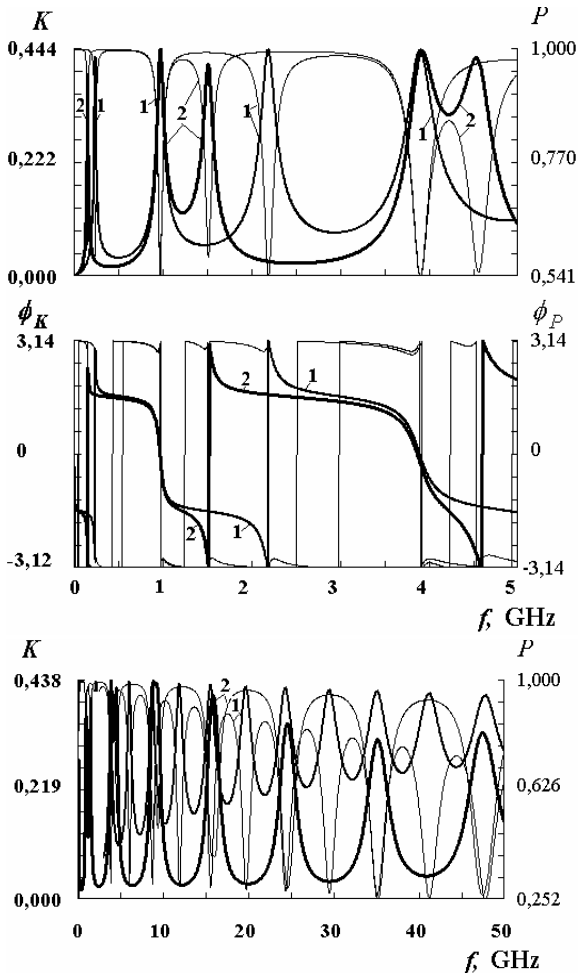 K P
0,444 1,000
2 1 1 2 1 1 2
0,222 0,770
0,000 0,541
ϕK ϕP
3,14 3,14
2 1
0 0
2 1
-3,12 -3,14
0 1 2 3 4 5
f, GHz
K P
0,438 1,000
1 2
1
0,219 0,626
0,000 0,252
0 10 20 30 40 50
f, GHz